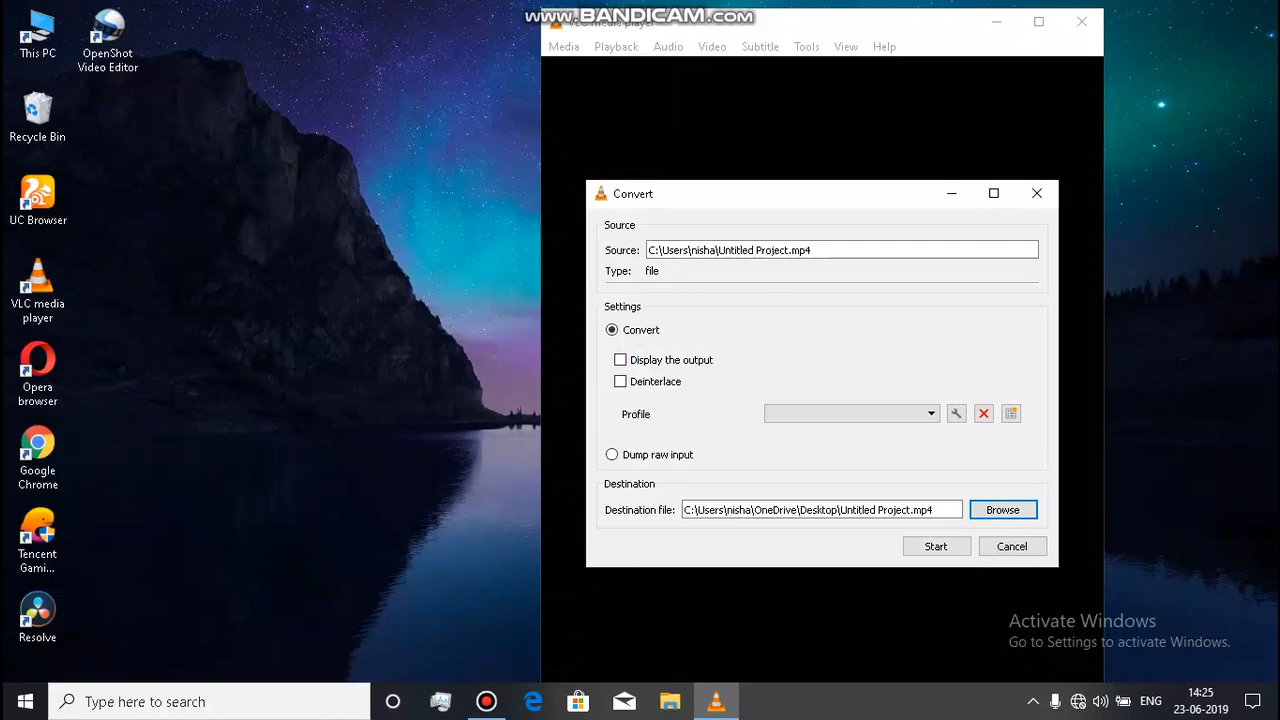 www.BANDICAM.com
VLC media player
Media Playback Audio Video Subtitle Tools View Help
This PC
OpenShot
Video Editor
Recycle Bin
UC Browser
VLC media
player
Opera
browser
Google
Chrome
Tencent
Gami...
Resolve
Convert
Source
Source: C:\Users\nisha\Untitled Project.mp4
Type: file
Settings
Convert
Display the output
Deinterlace
Profile
Dump raw input
Destination
Destination file: C:\Users\nisha\OneDrive\Desktop\Untitled Project.mp4 Browse
Start Cancel
Activate Windows
Go to Settings to activate Windows.
Type here to search
ENG
14:25
23-06-2019